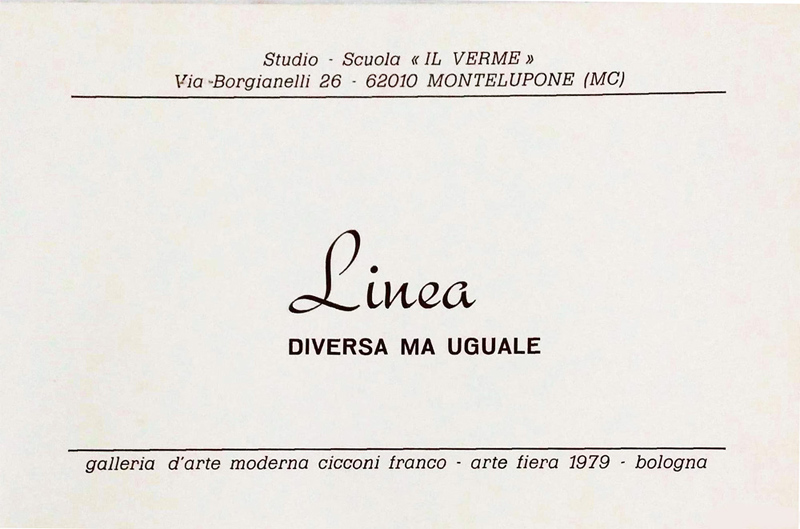 Studio - Scuola « IL VERME »
Via Borgianelli 26 - 62010 MONTELUPONE (MC)
Linea
DIVERSA MA UGUALE
galleria d'arte moderna cicconi franco - arte fiera 1979 - bologna